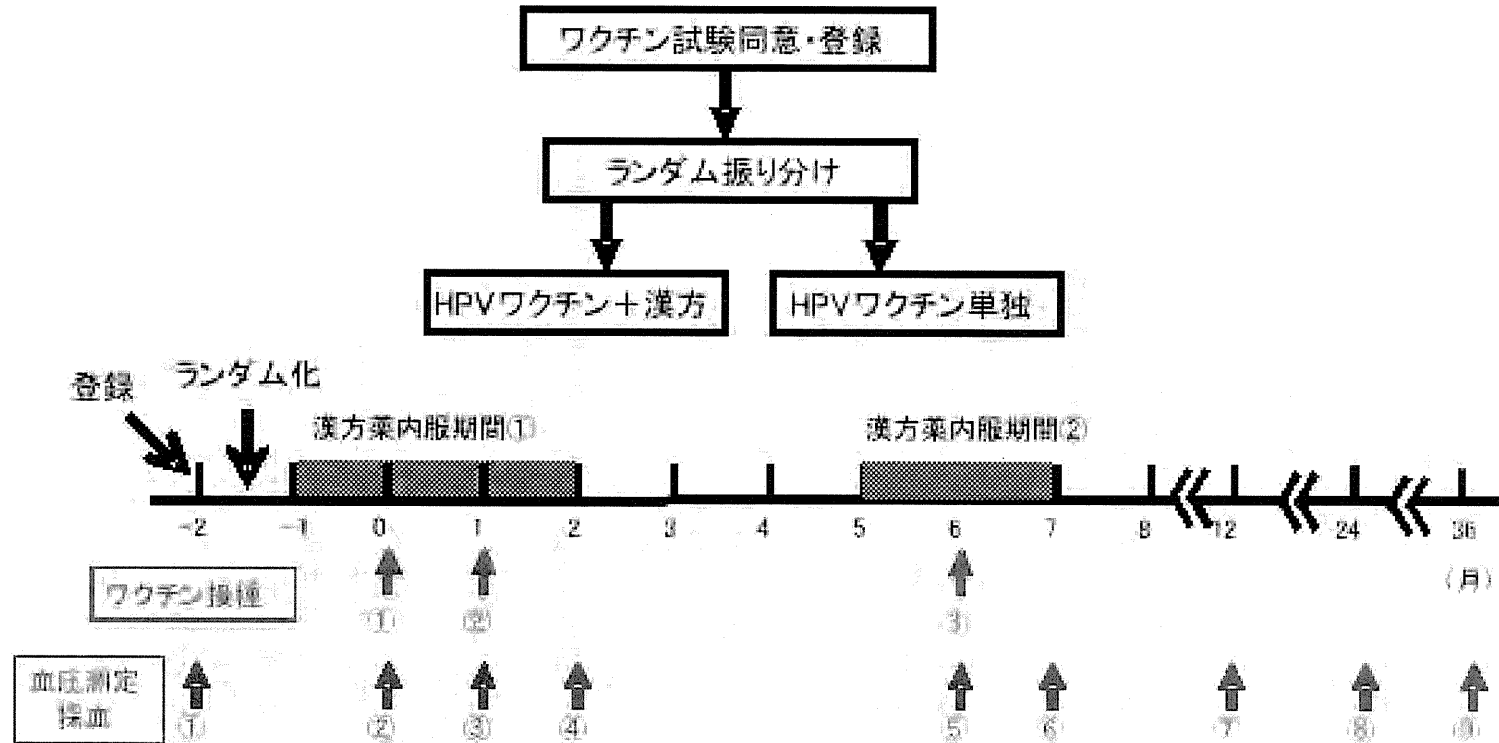 ワクチン試験同意・登録
ランダム振り分け
HPVワクチン＋漢方
HPVワクチン単独
登録
ランダム化
漢方薬内服期間①
漢方薬内服期間②
-2 -1 0 1 2 3 4 5 6 7 8 12 24 36
(月)
ワクチン接種
① ② ③
血圧測定
採血
① ② ③ ④ ⑤ ⑥ ⑦ ⑧ ⑨